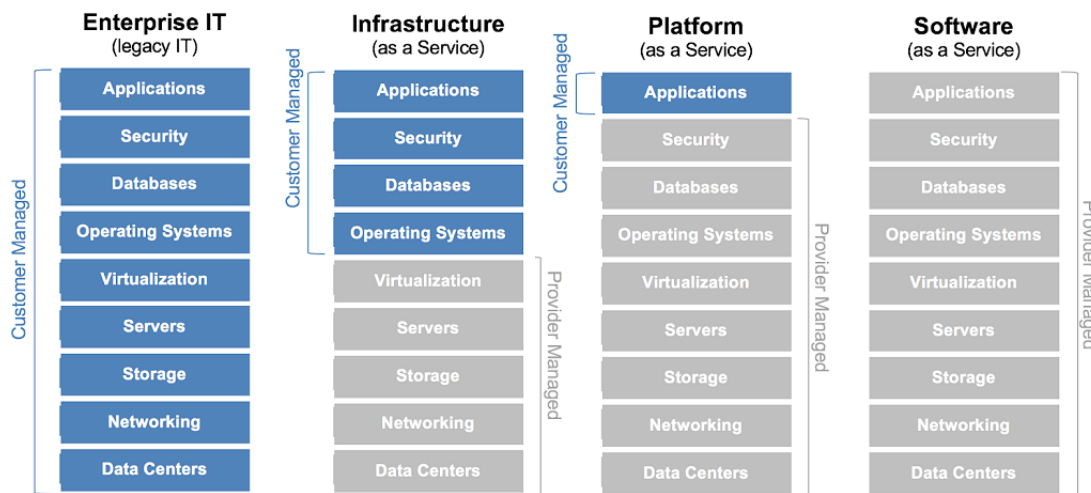 Enterprise IT
(legacy IT)
Customer Managed
Applications
Security
Databases
Operating Systems
Virtualization
Servers
Storage
Networking
Data Centers
Infrastructure
(as a Service)
Customer Managed
Applications
Security
Databases
Operating Systems
Virtualization
Servers
Storage
Networking
Data Centers
Provider Managed
Platform
(as a Service)
Customer Managed
Applications
Security
Databases
Operating Systems
Virtualization
Servers
Storage
Networking
Data Centers
Provider Managed
Software
(as a Service)
Applications
Security
Databases
Operating Systems
Virtualization
Servers
Storage
Networking
Data Centers
Provider Managed